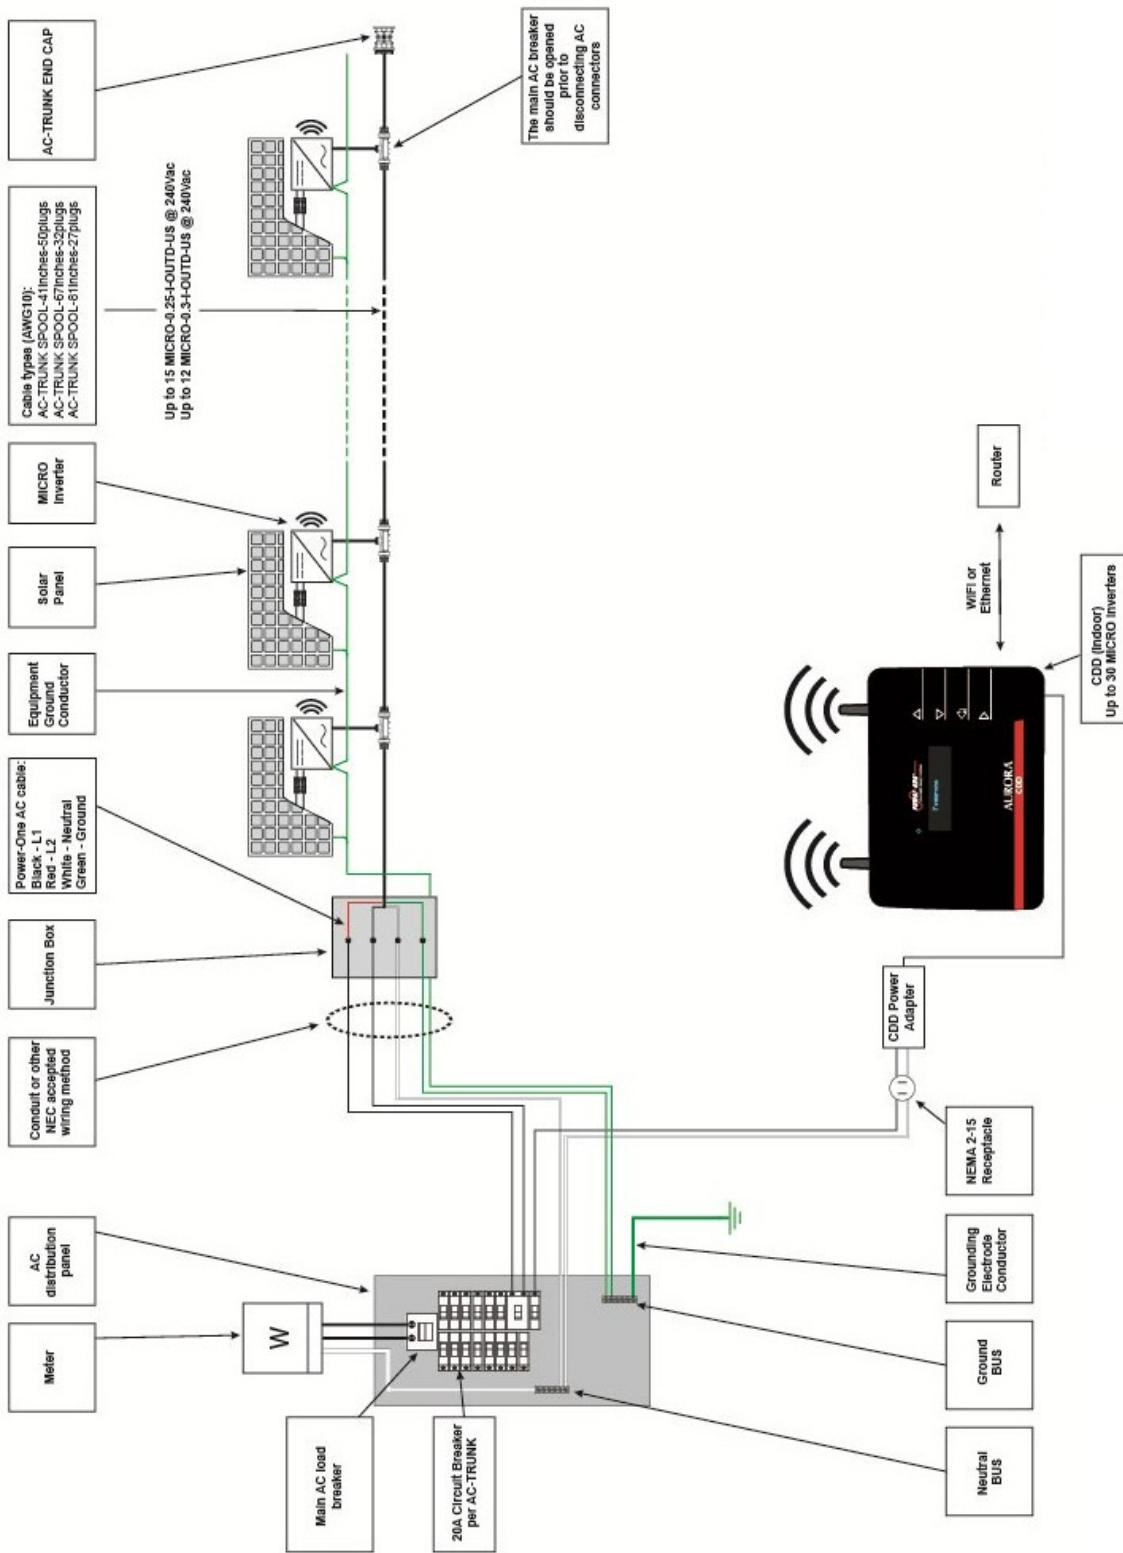 Meter
AC
distribution
panel
Conduit or other
NEC accepted
wiring method
Junction Box
Power-One AC cable:
Black - L1
Red - L2
White - Neutral
Green - Ground
Equipment
Ground
Conductor
Solar
Panel
MICRO
Inverter
Cable types (AWG10):
AC-TRUNK SPOOL-41Inches-50plugs
AC-TRUNK SPOOL-67Inches-32plugs
AC-TRUNK SPOOL-81Inches-27plugs
AC-TRUNK END CAP
Up to 15 MICRO-0.25-I-OUTD-US @ 240Vac
Up to 12 MICRO-0.3-I-OUTD-US @ 240Vac
W
Main AC load
breaker
20A Circuit Breaker
per AC-TRUNK
The main AC breaker
should be opened
prior to
disconnecting AC
connectors
Neutral
BUS
Ground
BUS
Grounding
Electrode
Conductor
NEMA 2-15
Receptacle
CDD Power
Adapter
AURORA
CDD
WIFI or
Ethernet
Router
CDD (Indoor)
Up to 30 MICRO Inverters